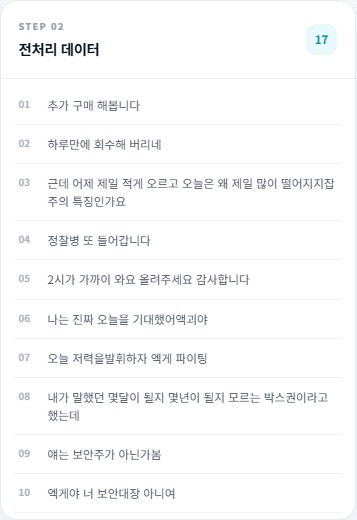 STEP 02
전처리 데이터
17
01 추가 구매 해봅니다
02 하루만에 회수해 버리네
03 근데 어제 제일 적게 오르고 오늘은 왜 제일 많이 떨어지지잡
주의 특징인가요
04 정찰병 또 들어갑니다
05 2시가 가까이 와요 올려주세요 감사합니다
06 나는 진짜 오늘을 기대했어액괴야
07 오늘 저력을발휘하자 엑게 파이팅
08 내가 말했던 몇달이 될지 몇년이 될지 모르는 박스권이라고
했는데
09 얘는 보안주가 아닌가봄
10 엑게야 너 보안대장 아니여